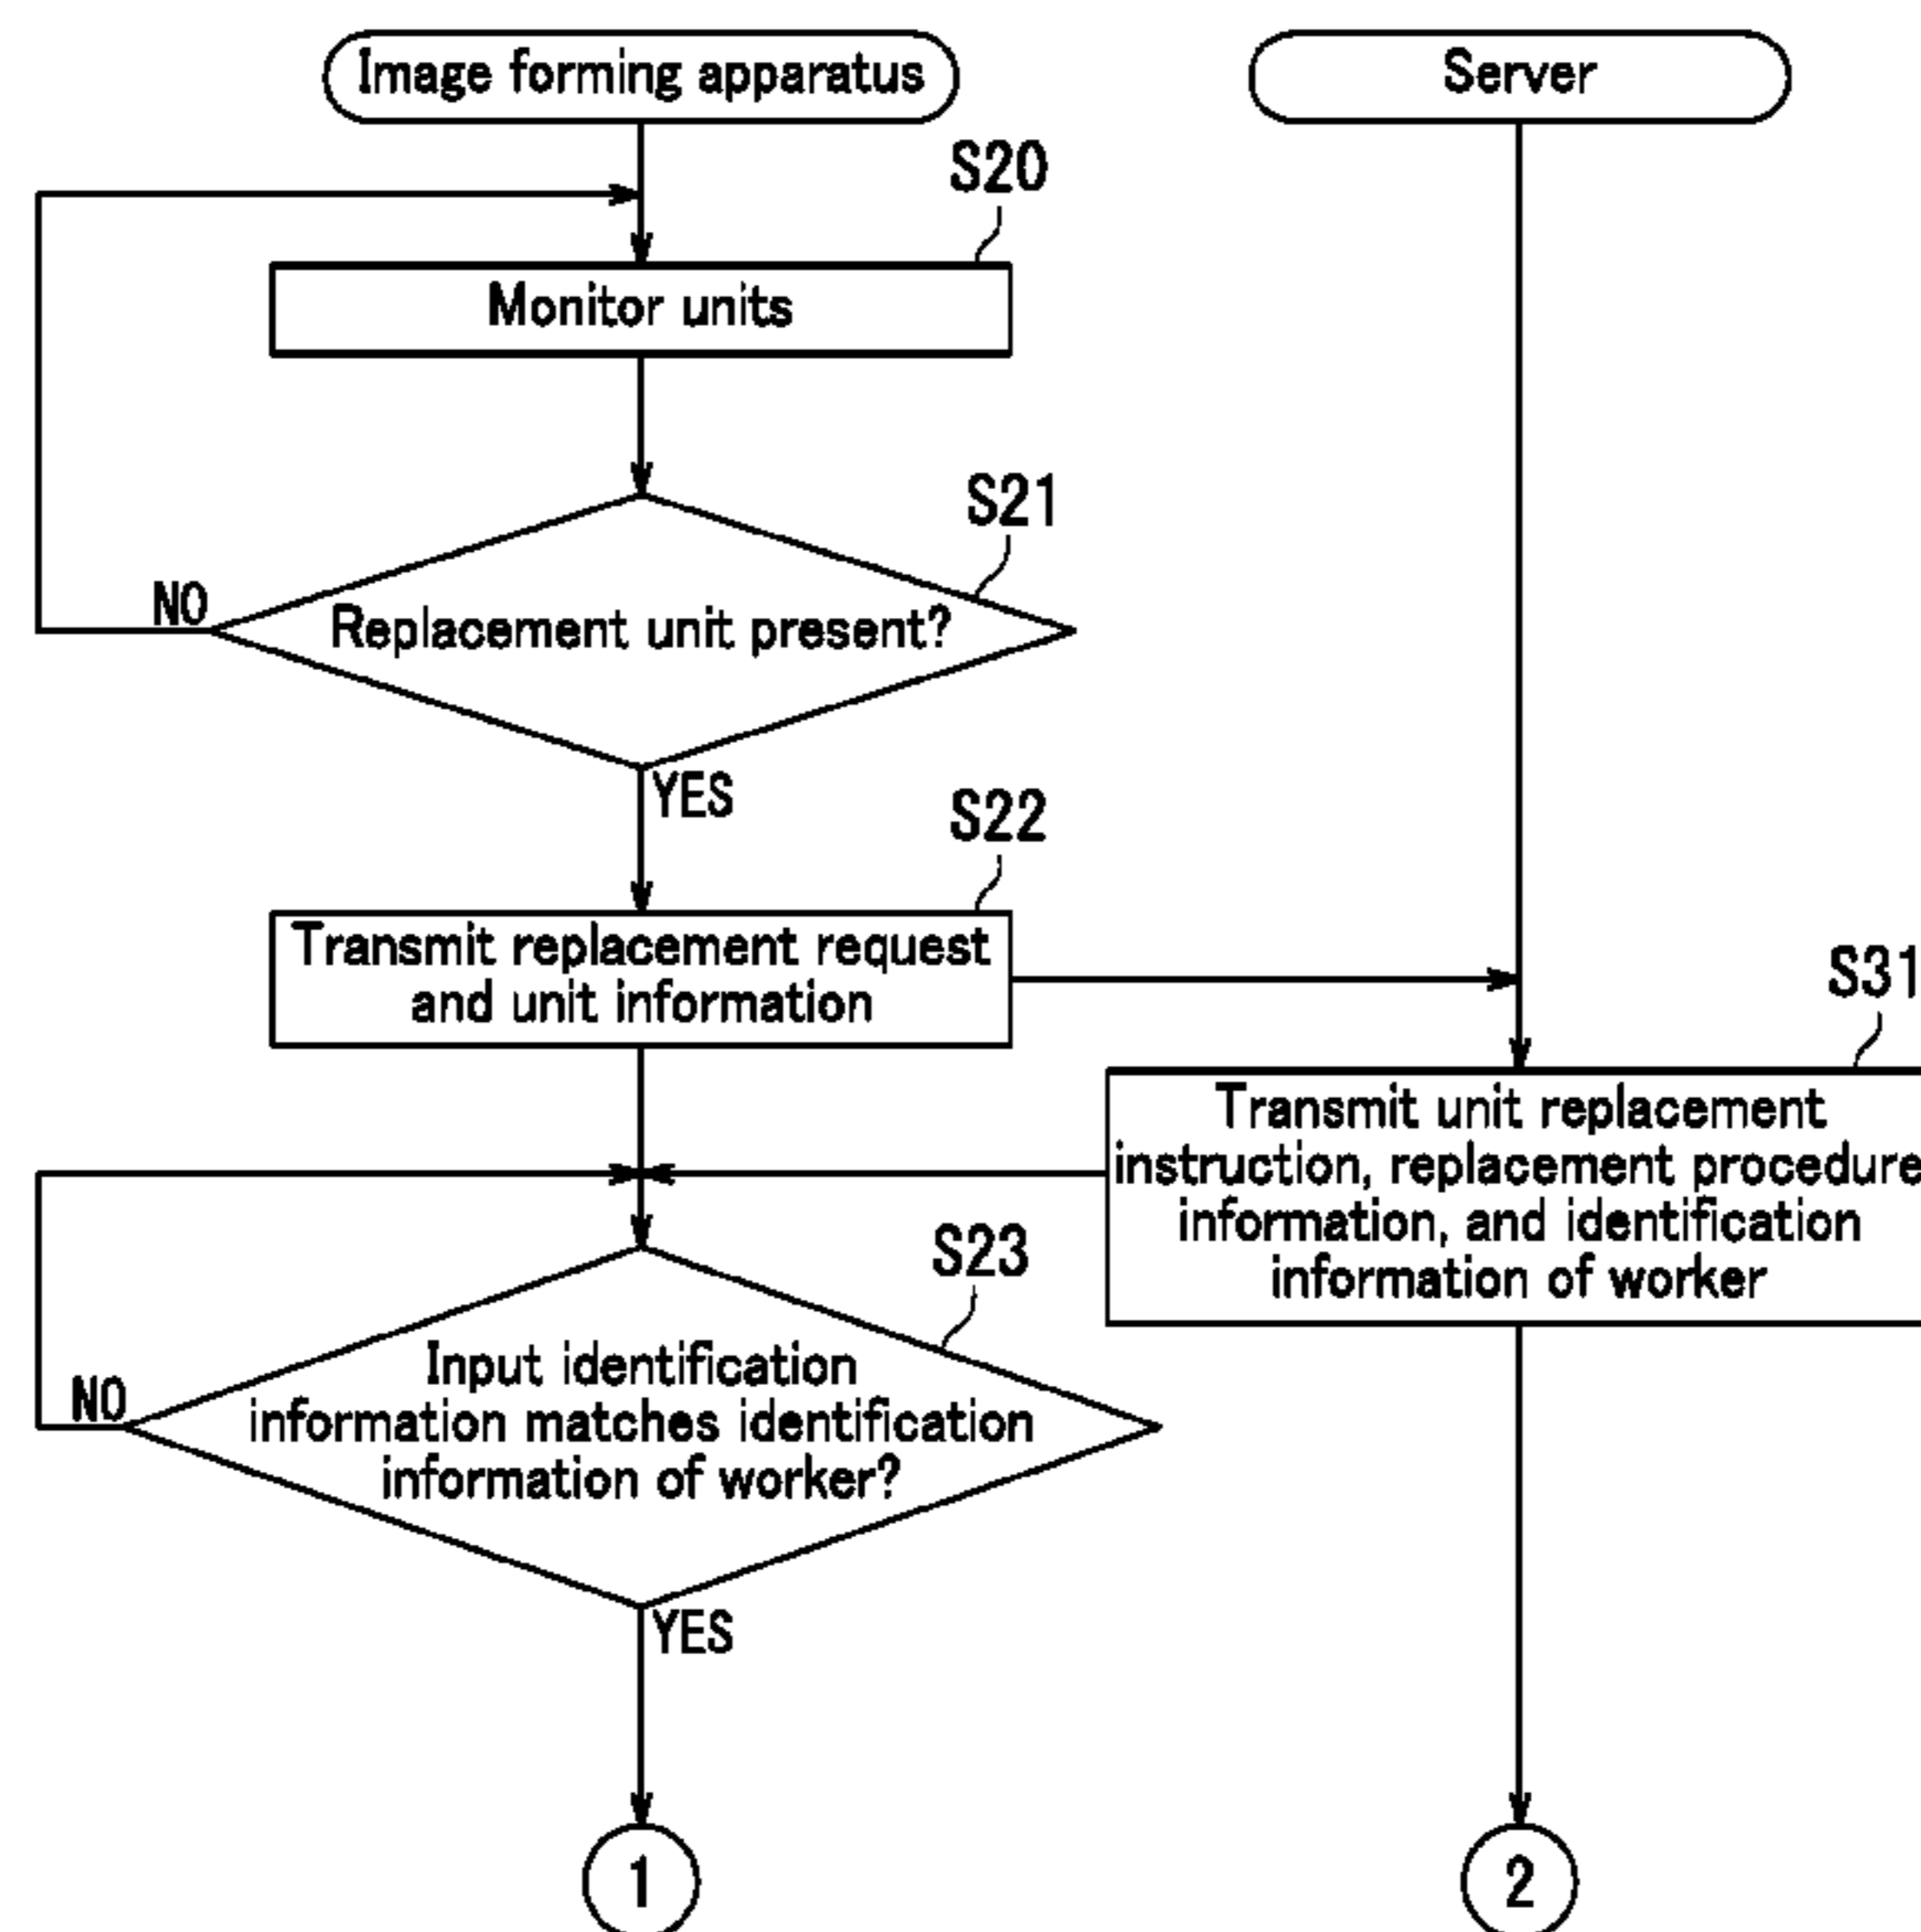 Image forming apparatus
Server
S20
Monitor units
S21
NO
Replacement unit present?
YES
S22
Transmit replacement request
and unit information
S31
Transmit unit replacement
instruction, replacement procedure
information, and identification
information of worker
S23
NO
Input identification
information matches identification
information of worker?
YES
1
2